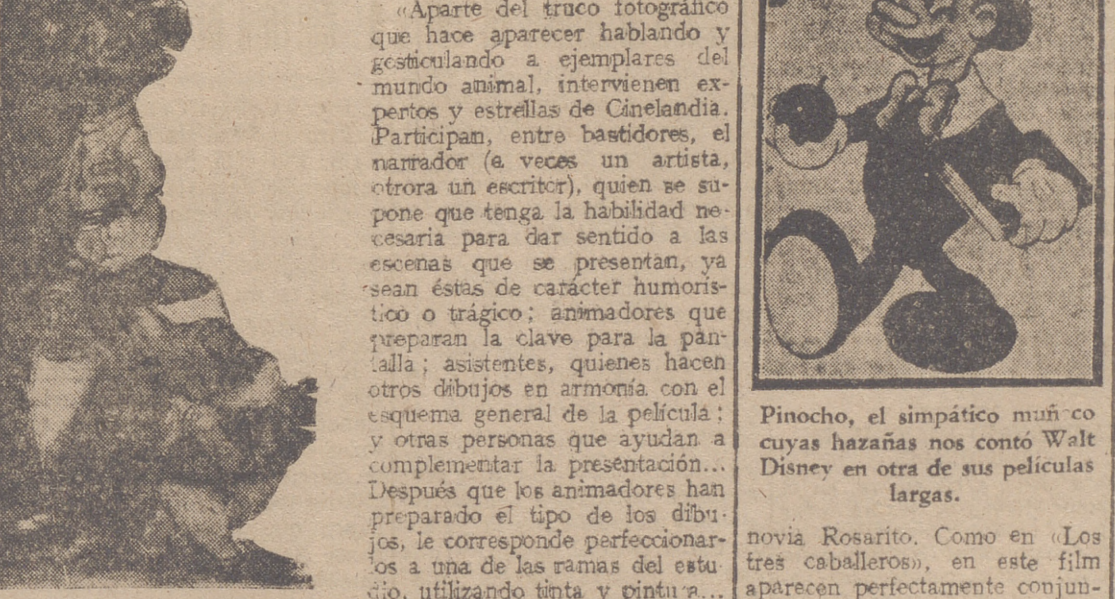 «Aparte del truco fotográfico
que hace aparecer hablando y
gesticulando a ejemplares del
mundo animal, intervienen ex-
pertos y estrellas de Cinelandia.
Participan, entre bastidores, el
narrador (a veces un artista,
otrora un escritor), quien se su-
pone que tenga la habilidad ne-
cesaria para dar sentido a las
escenas que se presentan, ya
sean éstas de carácter humoris-
tico o trágico; animadores que
preparan la clave para la pan-
talla; asistentes, quienes hacen
otros dibujos en armonía con el
esquema general de la película;
y otras personas que ayudan a
complementar la presentación...
Después que los animadores han
preparado el tipo de los dibu-
jos, le corresponde perfeccionar-
los a una de las ramas del estu-
dio, utilizando tinta y pintura...
Pinocho, el simpático muñeco
cuyas hazañas nos contó Walt
Disney en otra de sus películas
largas.
novia Rosarito. Como en «Los
tres caballeros», en este film
aparecen perfectamente conjun-